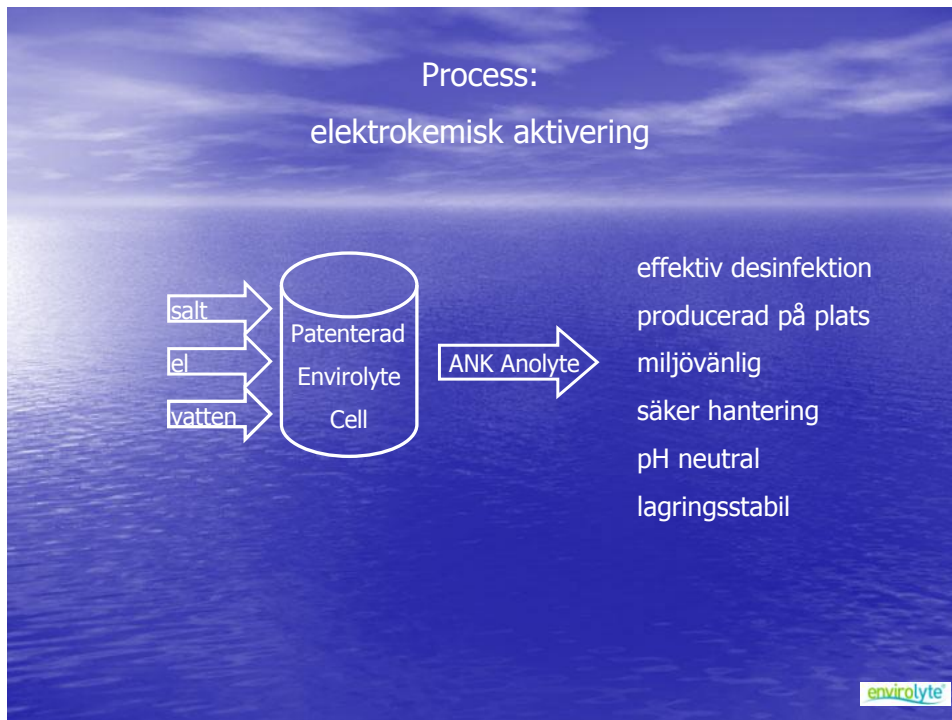 Process:
elektrokemisk aktivering
salt
el
vatten
Patenterad
Envirolyte
Cell
ANK Anolyte
effektiv desinfektion
producerad på plats
miljövänlig
säker hantering
pH neutral
lagringsstabil
envirolyte®